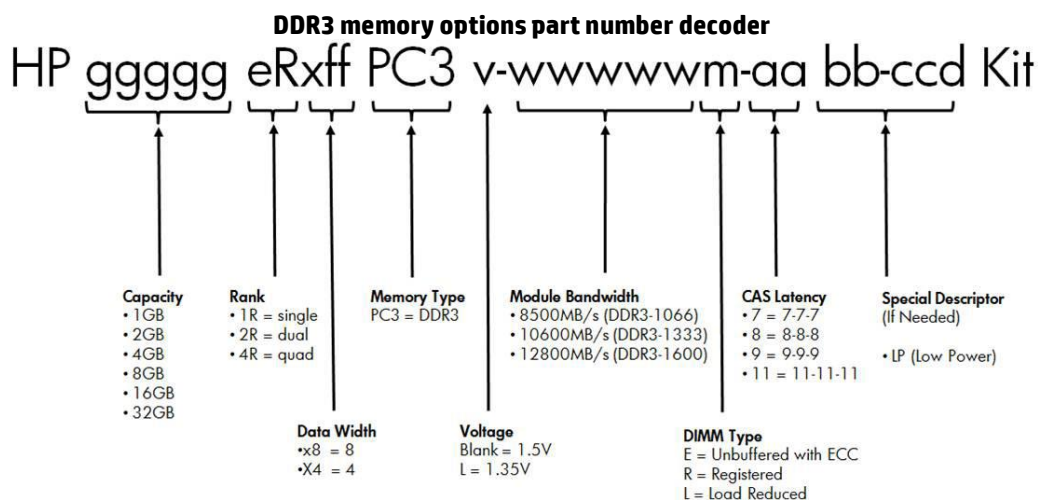 DDR3 memory options part number decoder
HP ggggg eRxff PC3 v-wwwwwm-aa bb-ccd Kit
Capacity
• 1GB
• 2GB
• 4GB
• 8GB
• 16GB
• 32GB
Rank
• 1R = single
• 2R = dual
• 4R = quad
Memory Type
PC3 = DDR3
Module Bandwidth
• 8500MB/s (DDR3-1066)
• 10600MB/s (DDR3-1333)
• 12800MB/s (DDR3-1600)
CAS Latency
• 7 = 7-7-7
• 8 = 8-8-8
• 9 = 9-9-9
• 11 = 11-11-11
Special Descriptor
(If Needed)
• LP (Low Power)
Data Width
•x8 = 8
•X4 = 4
Voltage
Blank = 1.5V
L = 1.35V
DIMM Type
E = Unbuffered with ECC
R = Registered
L = Load Reduced